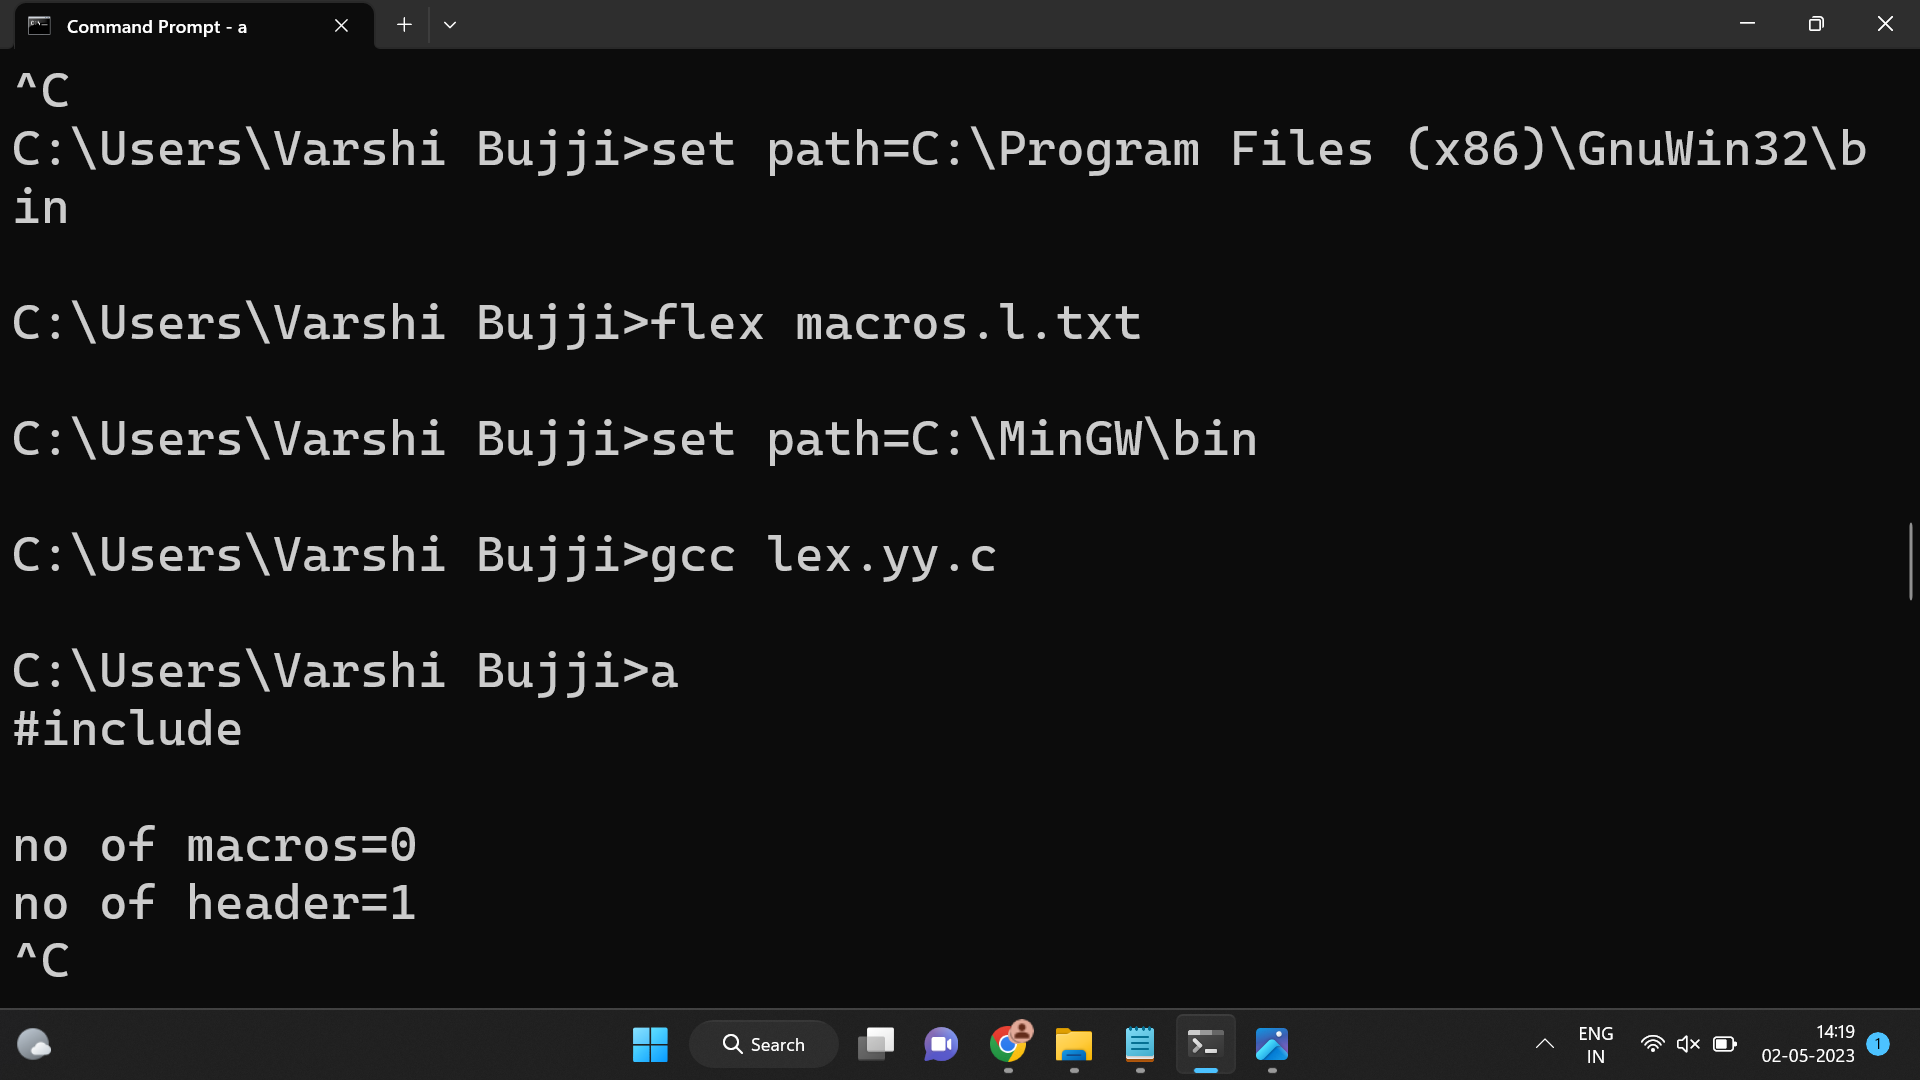 Command Prompt - a
^C
C:\Users\Varshi Bujji>set path=C:\Program Files (x86)\GnuWin32\b
in
C:\Users\Varshi Bujji>flex macros.l.txt
C:\Users\Varshi Bujji>set path=C:\MinGW\bin
C:\Users\Varshi Bujji>gcc lex.yy.c
C:\Users\Varshi Bujji>a
#include
no of macros=0
no of header=1
^C
Search
ENG
IN
14:19
02-05-2023
1